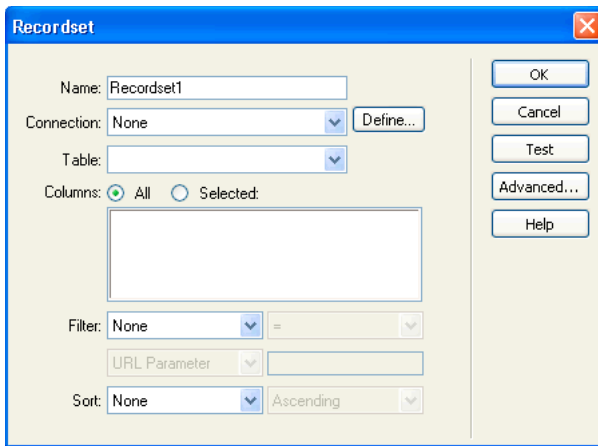 Recordset
Name: Recordset1
Connection: None Define...
Table:
Columns: All Selected:
Filter: None =
URL Parameter
Sort: None Ascending
OK
Cancel
Test
Advanced...
Help